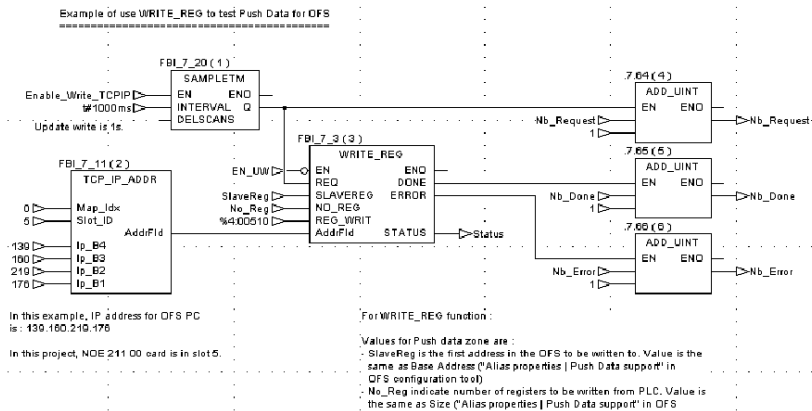 Example of use WRITE_REG to test Push Data for OFS
FBI_7_20 (1)
SAMPLETM
Enable_Write_TCPIP EN ENO
t#1000ms INTERVAL Q
DELSCANS
Update write is 1s.
.7.64 (4)
ADD_UINT
EN ENO
Nb_Request Nb_Request
1
FBI_7_3 (3)
WRITE_REG
EN_UW EN ENO
REQ DONE
SlaveReg SLAVEREG ERROR
No_Reg NO_REG
%4:00510 REG_WRIT
AddrFld STATUS Status
.7.65 (5)
ADD_UINT
EN ENO
Nb_Done Nb_Done
1
.7.66 (6)
ADD_UINT
EN ENO
Nb_Error Nb_Error
1
FBI_7_11 (2)
TCP_IP_ADDR
0 Map_Idx
5 Slot_ID
AddrFld
139 Ip_B4
160 Ip_B3
219 Ip_B2
176 Ip_B1
In this example, IP address for OFS PC
is : 139.160.219.176
In this project, NOE 211 00 card is in slot 5.
For WRITE_REG function :
Values for Push data zone are :
- SlaveReg is the first address in the OFS to be written to. Value is the
same as Base Address ("Alias properties | Push Data support" in
OFS configuration tool)
- No_Reg indicate number of registers to be written from PLC. Value is
the same as Size ("Alias properties | Push Data support" in OFS